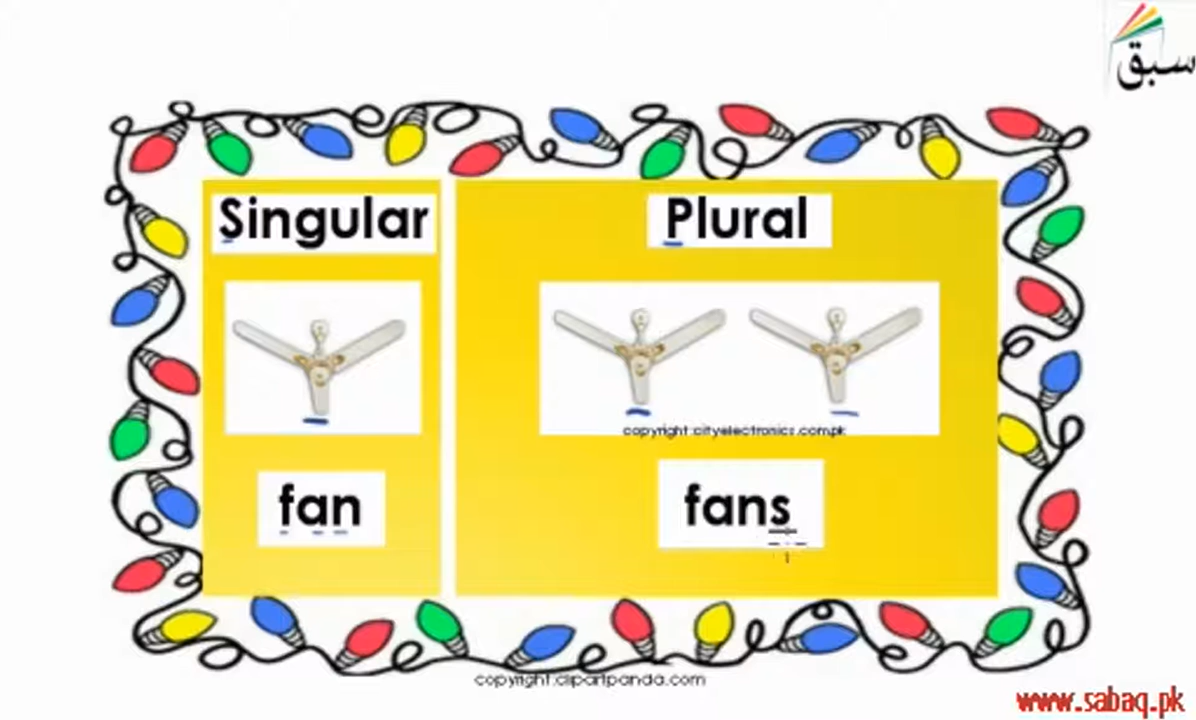 سبق
Singular
Plural
copyright:cityelectronics.com.pk
fan
fans
copyright:clipartpanda.com
www.sabaq.pk